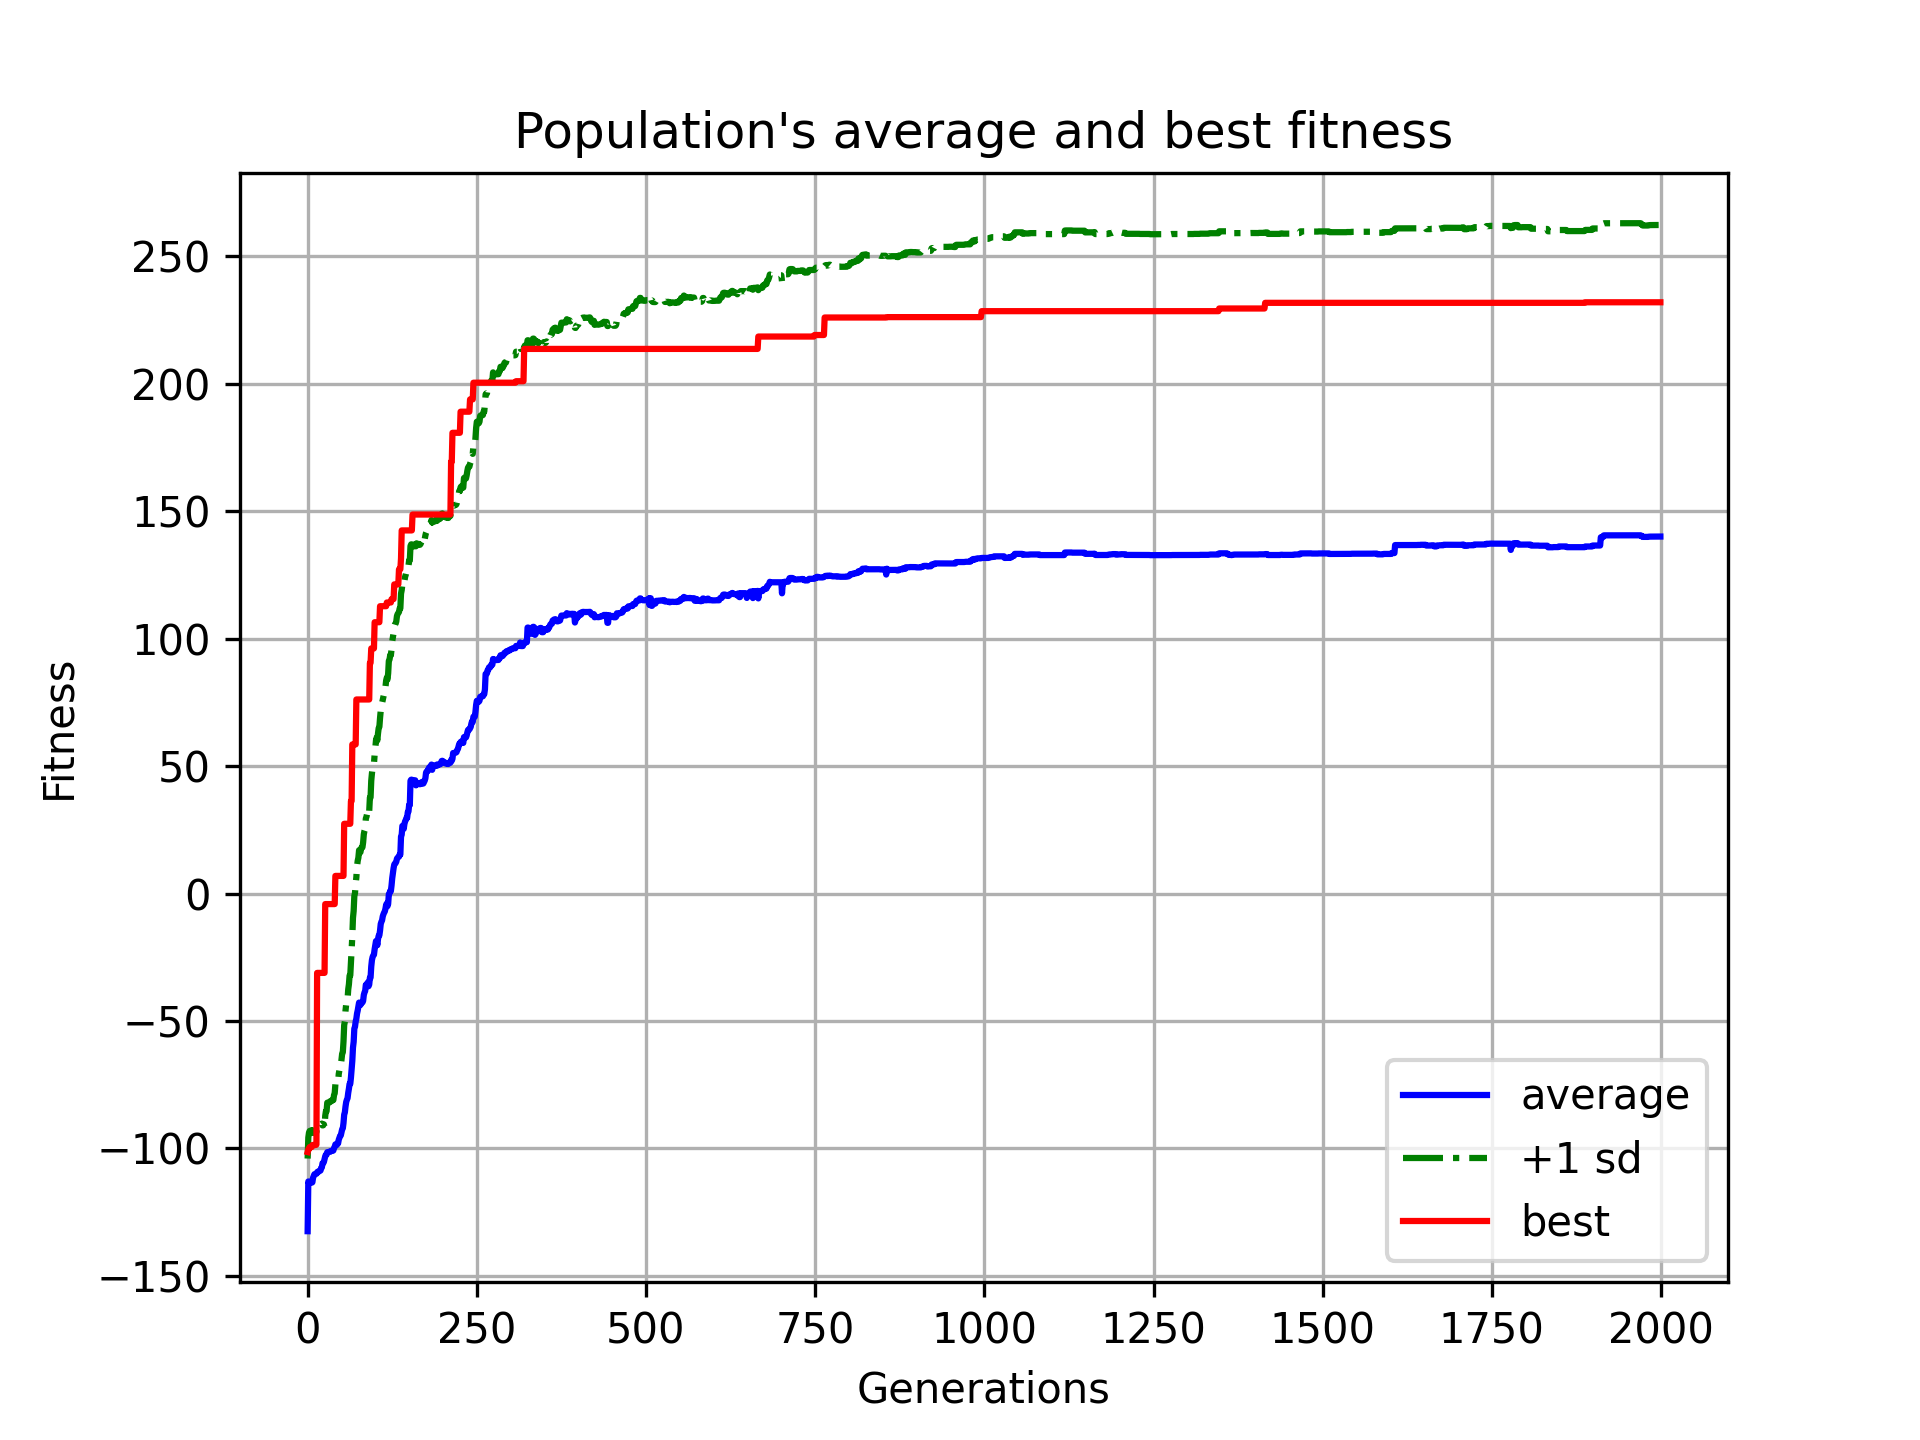 Population's average and best fitness
Fitness
250
200
150
100
50
0
−50
−100
−150
0 250 500 750 1000 1250 1500 1750 2000
Generations
average
+1 sd
best